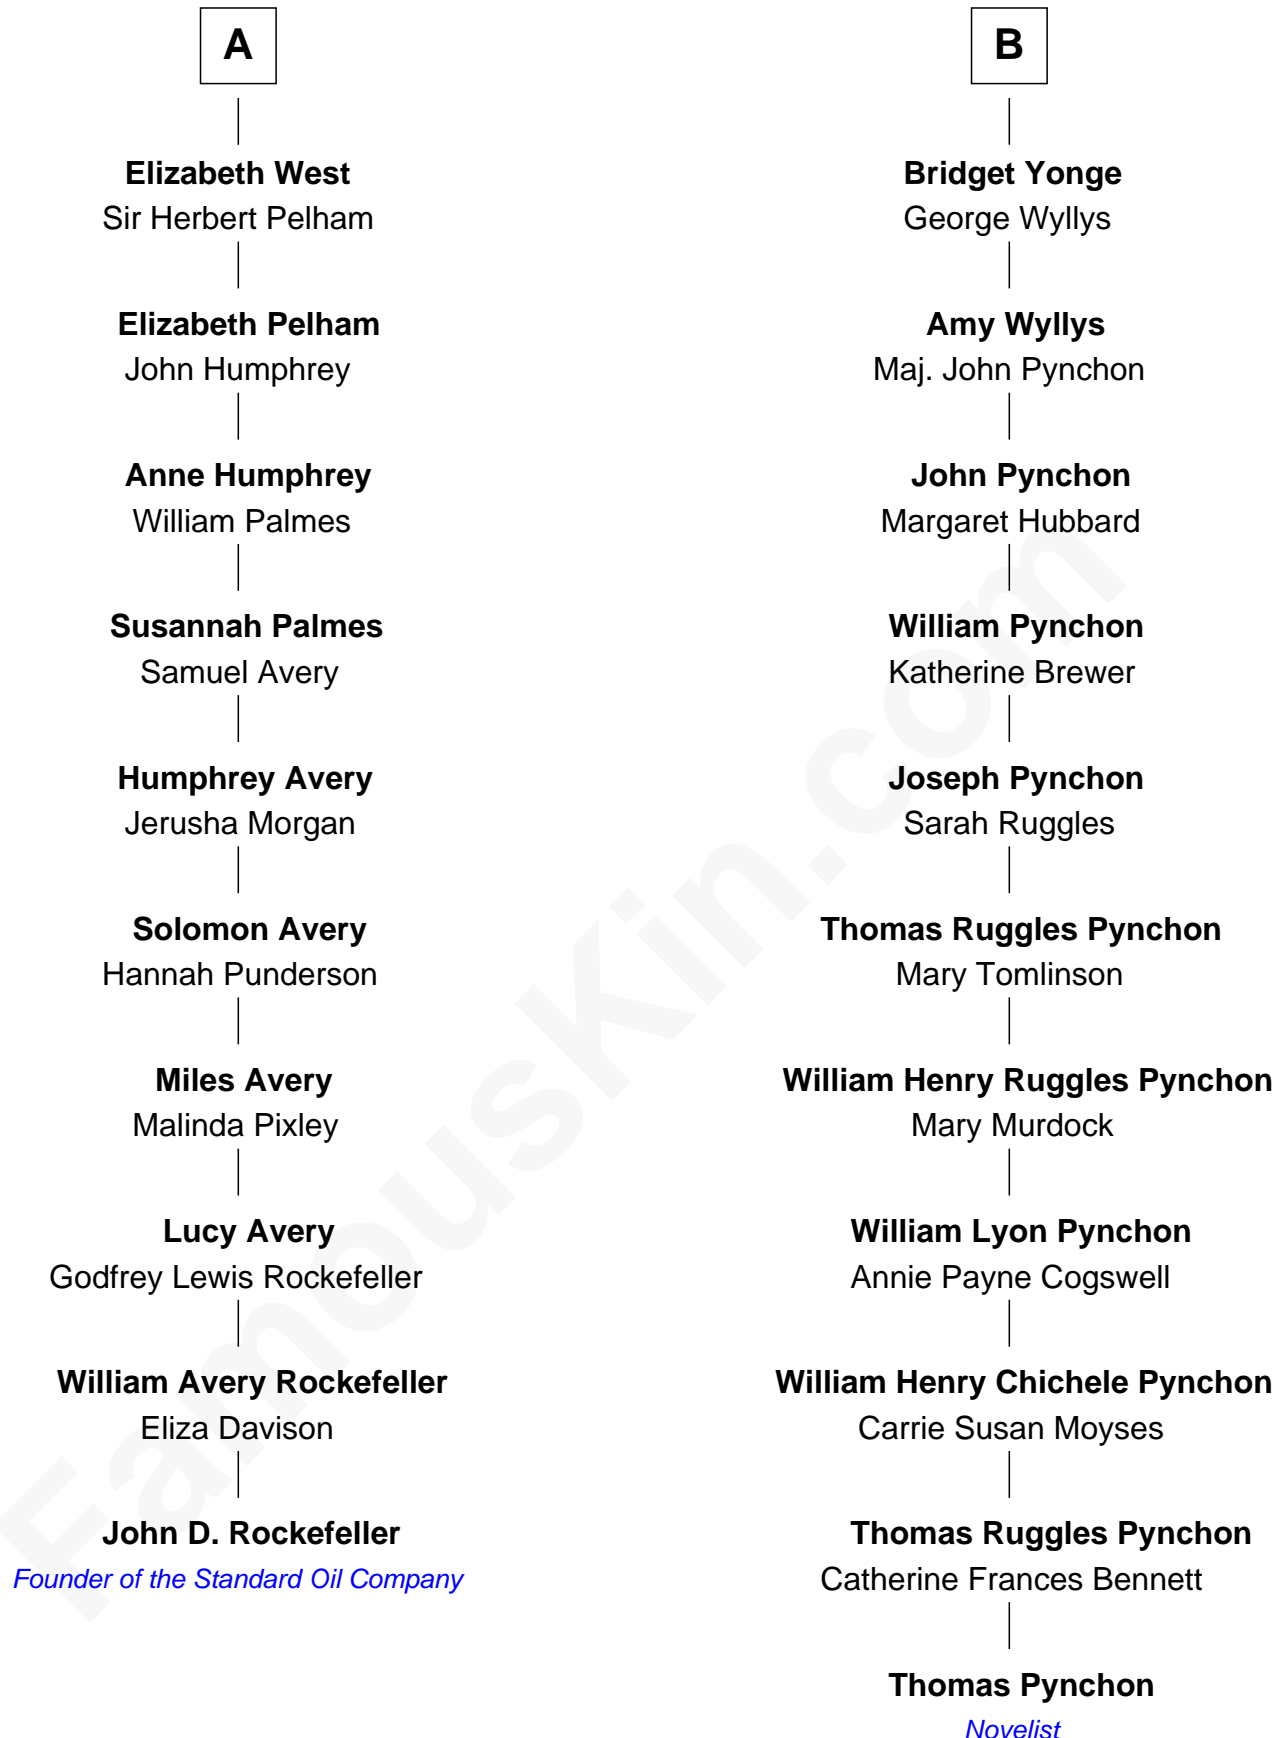 A
Elizabeth West
Sir Herbert Pelham
Elizabeth Pelham
John Humphrey
Anne Humphrey
William Palmes
Susannah Palmes
Samuel Avery
Humphrey Avery
Jerusha Morgan
Solomon Avery
Hannah Punderson
Miles Avery
Malinda Pixley
Lucy Avery
Godfrey Lewis Rockefeller
William Avery Rockefeller
Eliza Davison
John D. Rockefeller
Founder of the Standard Oil Company
B
Bridget Yonge
George Wyllys
Amy Wyllys
Maj. John Pynchon
John Pynchon
Margaret Hubbard
William Pynchon
Katherine Brewer
Joseph Pynchon
Sarah Ruggles
Thomas Ruggles Pynchon
Mary Tomlinson
William Henry Ruggles Pynchon
Mary Murdock
William Lyon Pynchon
Annie Payne Cogswell
William Henry Chichele Pynchon
Carrie Susan Moyses
Thomas Ruggles Pynchon
Catherine Frances Bennett
Thomas Pynchon
Novelist
FamousKin.com